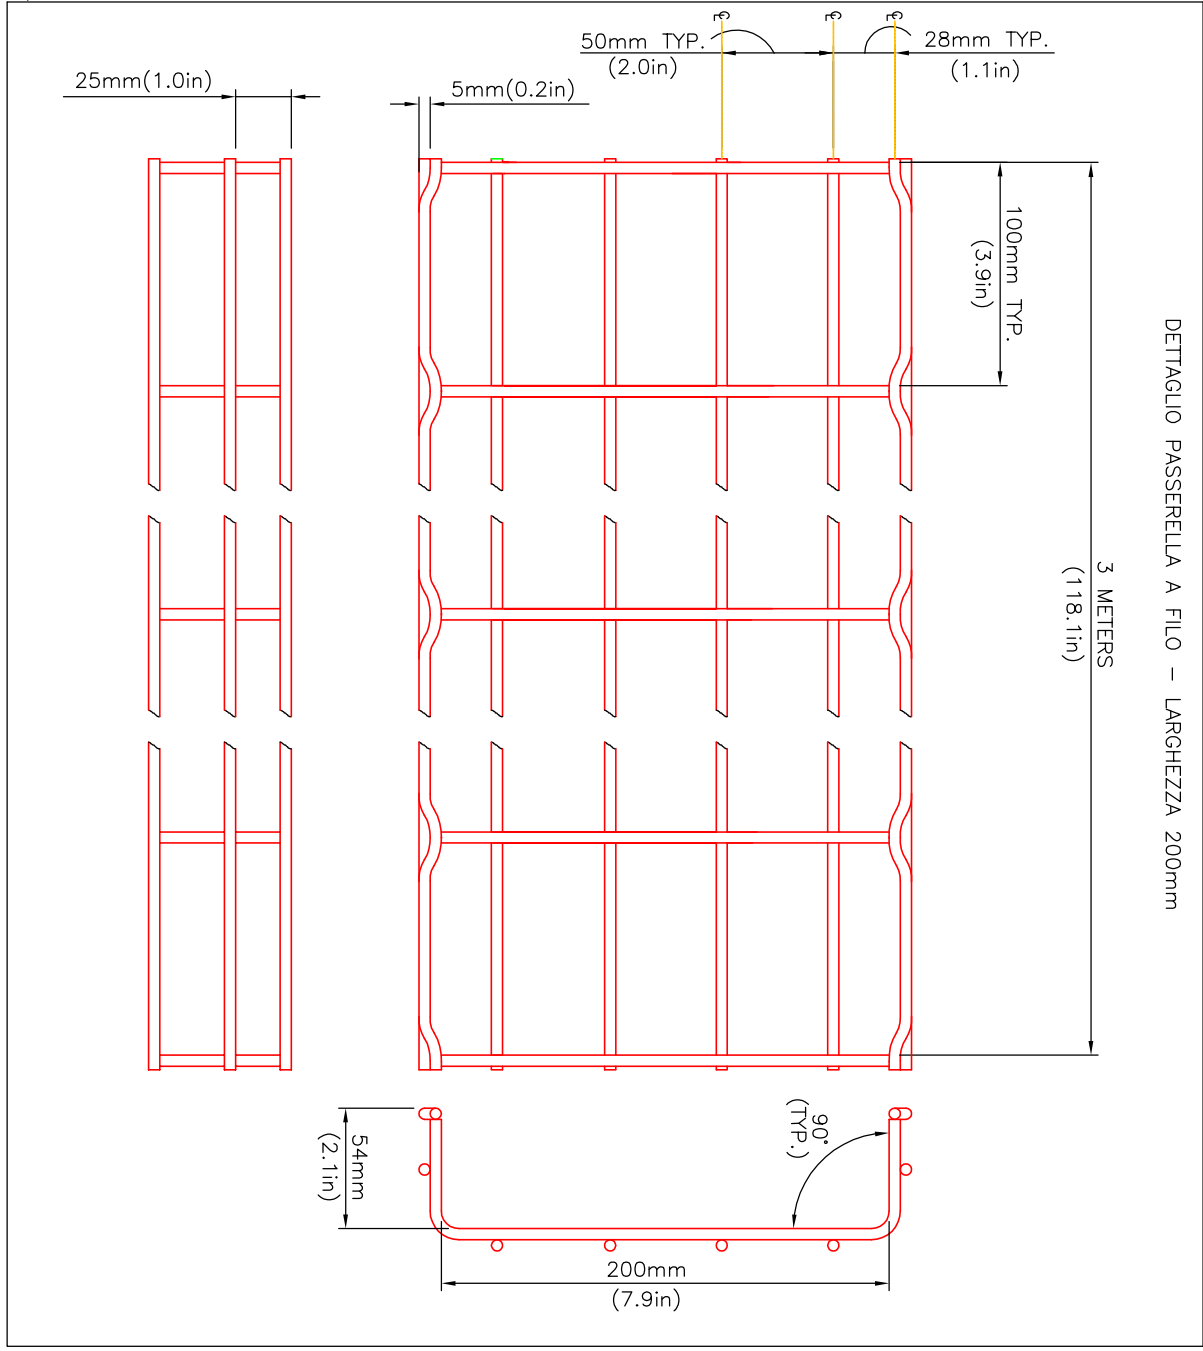 50mm TYP.
(2.0in)
28mm TYP.
(1.1in)
25mm(1.0in)
5mm(0.2in)
100mm TYP.
(3.9in)
DETTAGLIO PASSERELLA A FILO - LARGHEZZA 200mm
3 METERS
(118.1in)
90°
(TYP.)
54mm
(2.1in)
200mm
(7.9in)